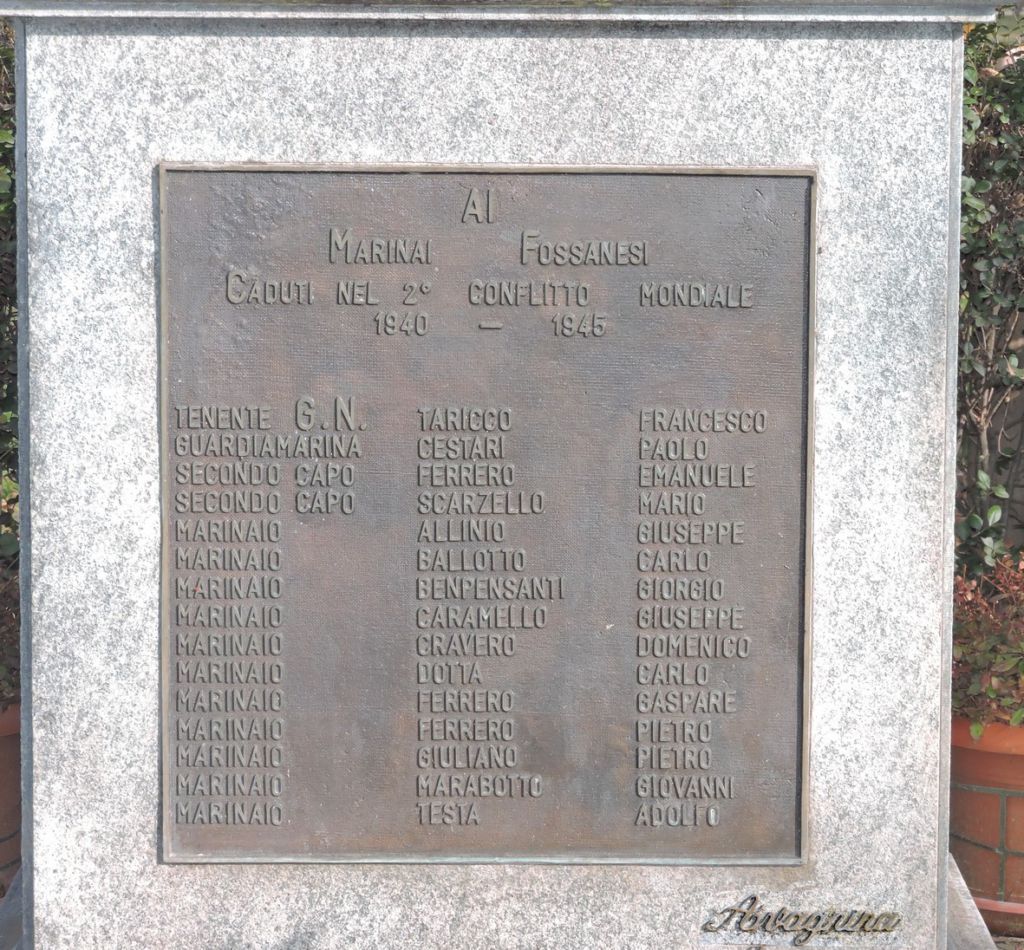 AI
MARINAI FOSSANESI
CADUTI NEL 2° CONFLITTO MONDIALE
1940 — 1945
TENENTE G.N. TARICCO FRANCESCO
GUARDIAMARINA CESTARI PAOLO
SECONDO CAPO FERRERO EMANUELE
SECONDO CAPO SCARZELLO MARIO
MARINAIO ALLINIO GIUSEPPE
MARINAIO BALLOTTO CARLO
MARINAIO BENPENSANTI GIORGIO
MARINAIO CARAMELLO GIUSEPPE
MARINAIO CRAVERO DOMENICO
MARINAIO DOTTA CARLO
MARINAIO FERRERO GASPARE
MARINAIO FERRERO PIETRO
MARINAIO GIULIANO PIETRO
MARINAIO MARABOTTO GIOVANNI
MARINAIO TESTA ADOLFO